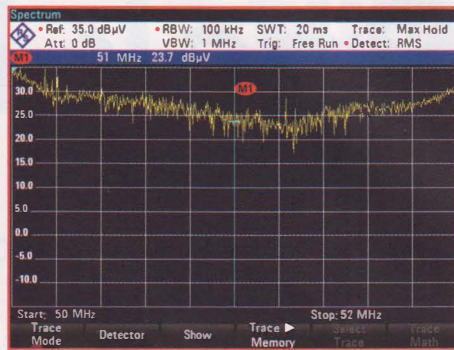 Spectrum
Ref: 35.0 dBµV • RBW: 100 kHz SWT: 20 ms Trace: Max Hold
Att: 0 dB VBW: 1 MHz Trig: Free Run • Detect: RMS
M1 51 MHz 23.7 dBµV
M1
30.0
25.0
20.0
15.0
10.0
5.0
0.0
-5.0
-10.0
Start: 50 MHz Stop: 52 MHz
Trace Mode Detector Show Trace ▶ Memory Select Trace Trace Math